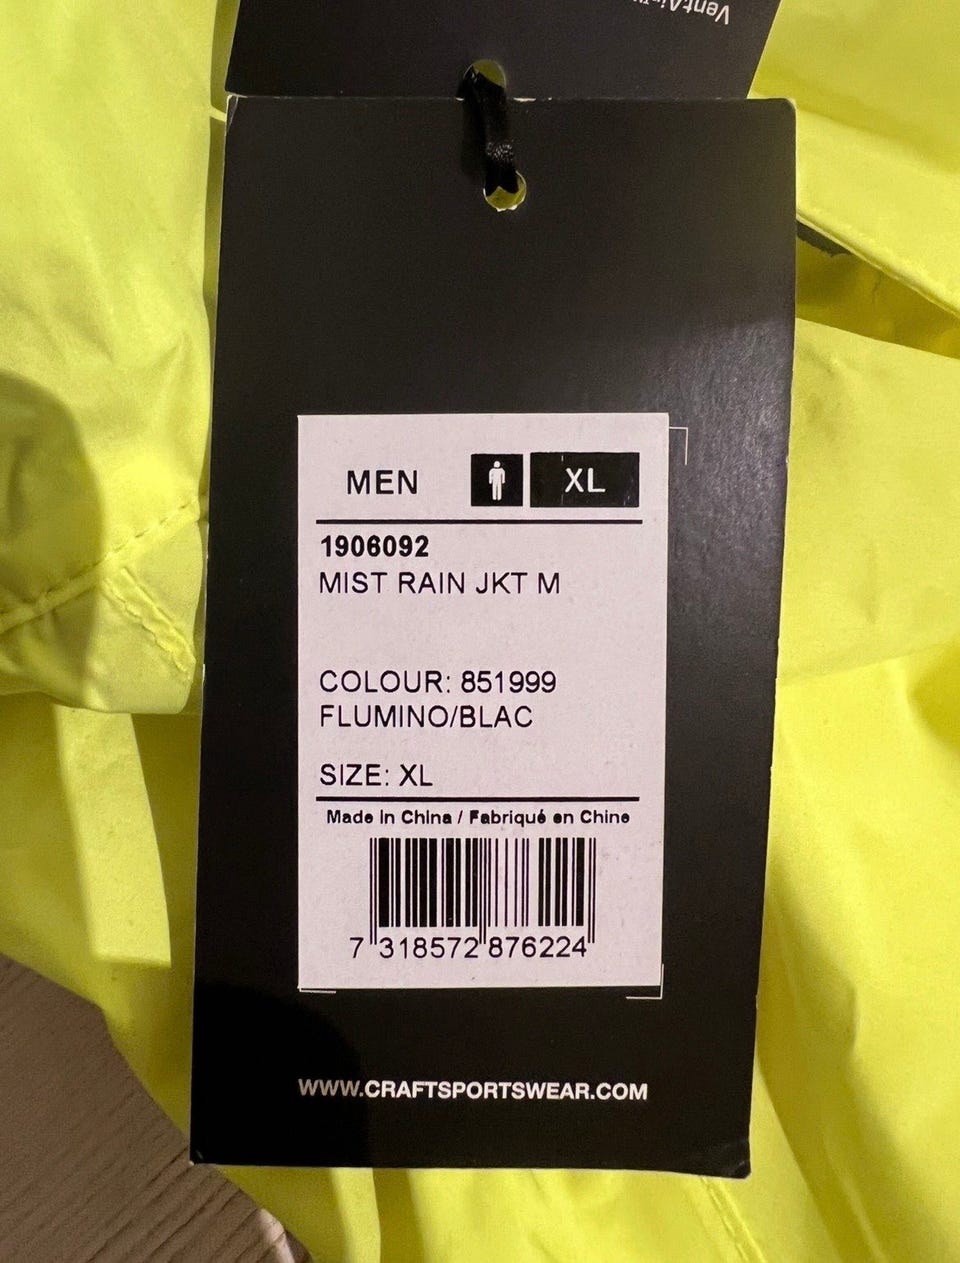 VentAir™
MEN XL
1906092
MIST RAIN JKT M
COLOUR: 851999
FLUMINO/BLAC
SIZE: XL
Made in China / Fabriqué en Chine
7 318572 876224
WWW.CRAFTSPORTSWEAR.COM